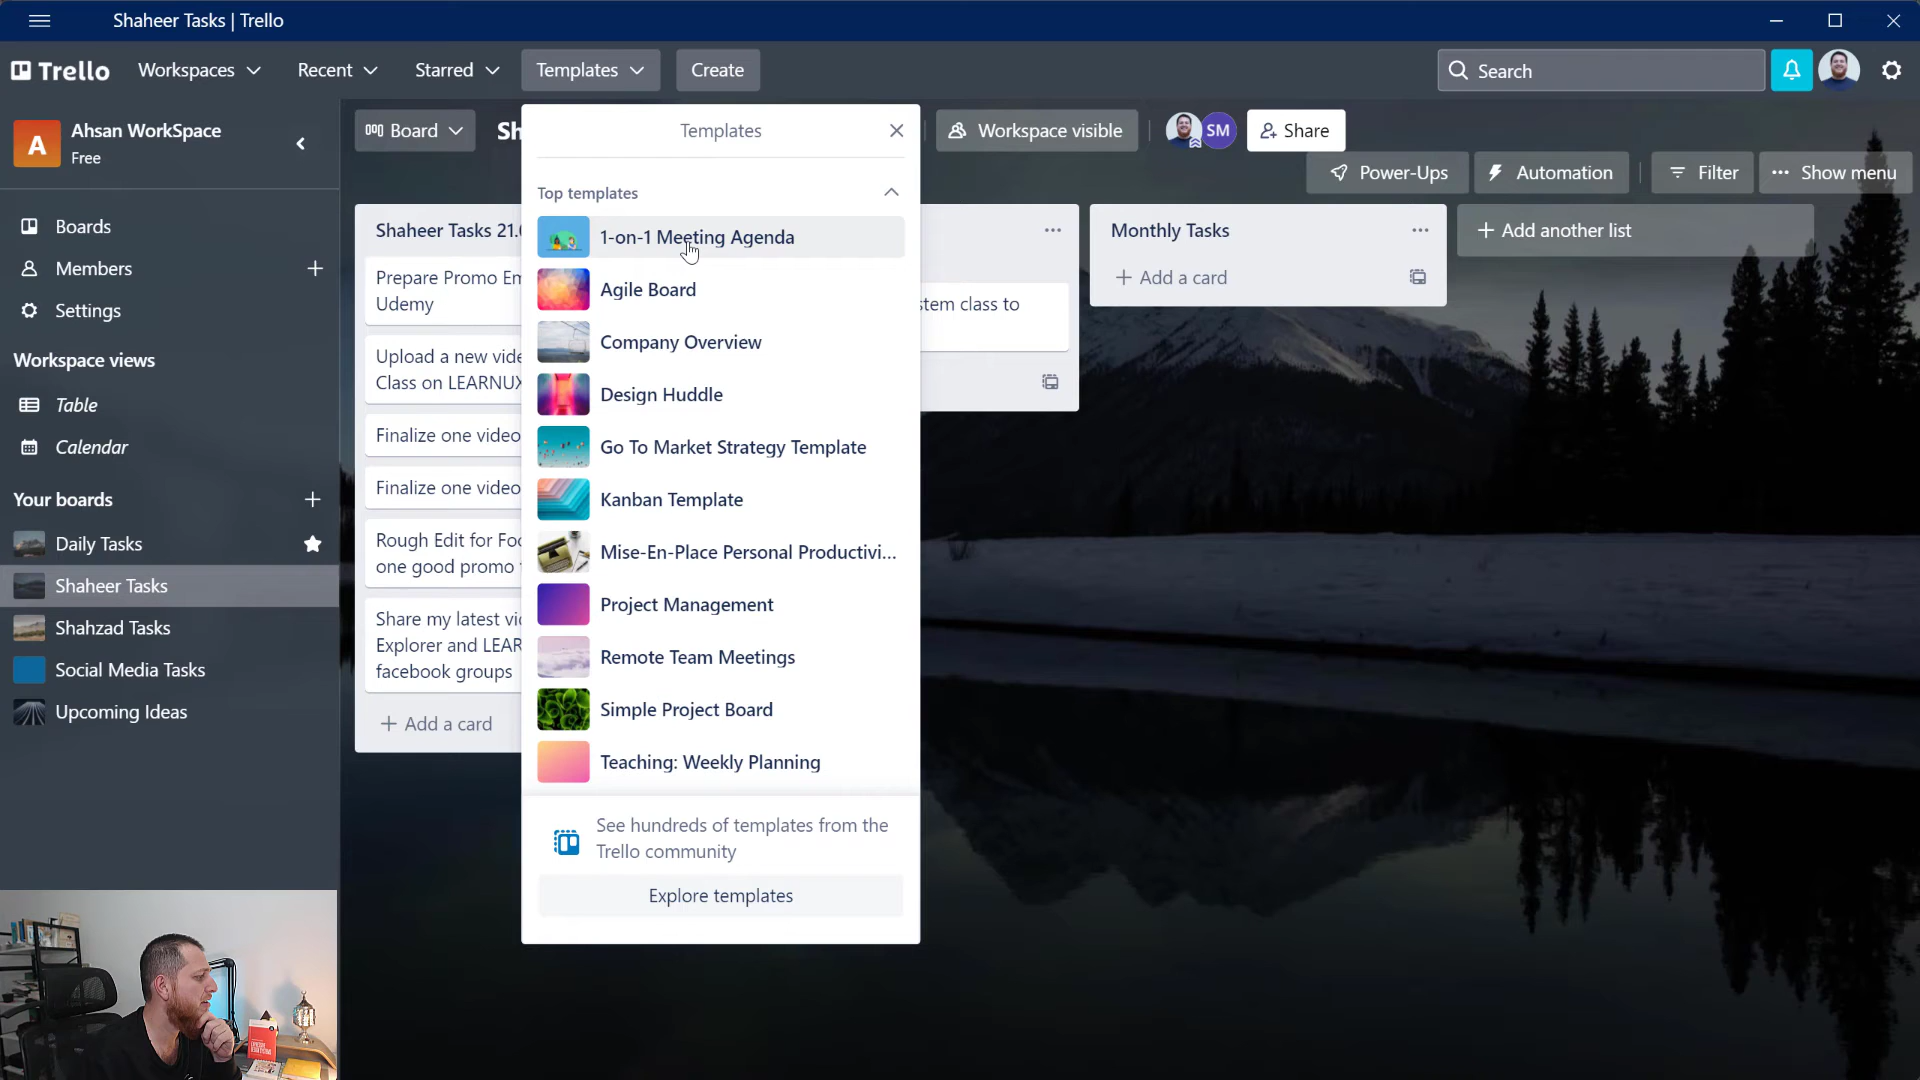 Shaheer Tasks | Trello
Trello
Workspaces
Recent
Starred
Templates
Create
Search
A
Ahsan WorkSpace
Free
Boards
Members
Settings
Workspace views
Table
Calendar
Your boards
Daily Tasks
Shaheer Tasks
Shahzad Tasks
Social Media Tasks
Upcoming Ideas
Board
Sh
Workspace visible
SM
Share
Power-Ups
Automation
Filter
Show menu
Shaheer Tasks 21.
Prepare Promo Em
Udemy
Upload a new vide
Class on LEARNUX
Finalize one video
Finalize one video
Rough Edit for Foo
one good promo
Share my latest vi
Explorer and LEAR
facebook groups
Add a card
Templates
Top templates
1-on-1 Meeting Agenda
Agile Board
Company Overview
Design Huddle
Go To Market Strategy Template
Kanban Template
Mise-En-Place Personal Productivi...
Project Management
Remote Team Meetings
Simple Project Board
Teaching: Weekly Planning
See hundreds of templates from the
Trello community
Explore templates
stem class to
Monthly Tasks
Add a card
Add another list